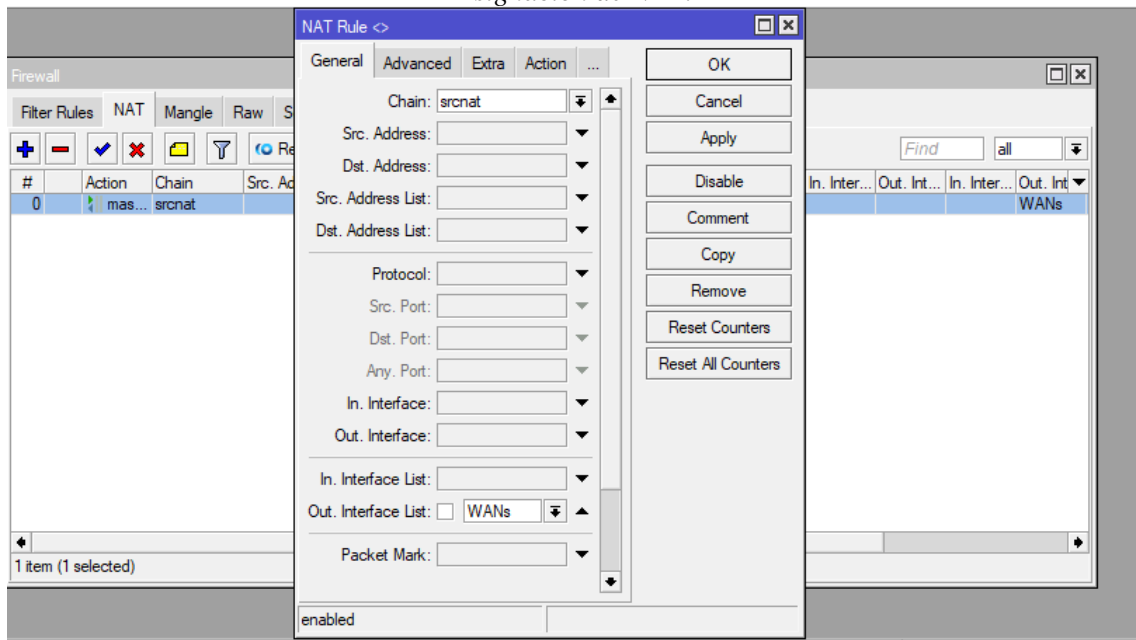 NAT Rule <>
General Advanced Extra Action ...
Chain: srcnat
Src. Address:
Dst. Address:
Src. Address List:
Dst. Address List:
Protocol:
Src. Port:
Dst. Port:
Any. Port:
In. Interface:
Out. Interface:
In. Interface List:
Out. Interface List: WANs
Packet Mark:
enabled
OK
Cancel
Apply
Disable
Comment
Copy
Remove
Reset Counters
Reset All Counters
Firewall
Filter Rules NAT Mangle Raw S
Re Find all
# Action Chain Src. Ad In. Inter... Out. Int... In. Inter... Out. Int
0 mas... srcnat WANs
1 item (1 selected)